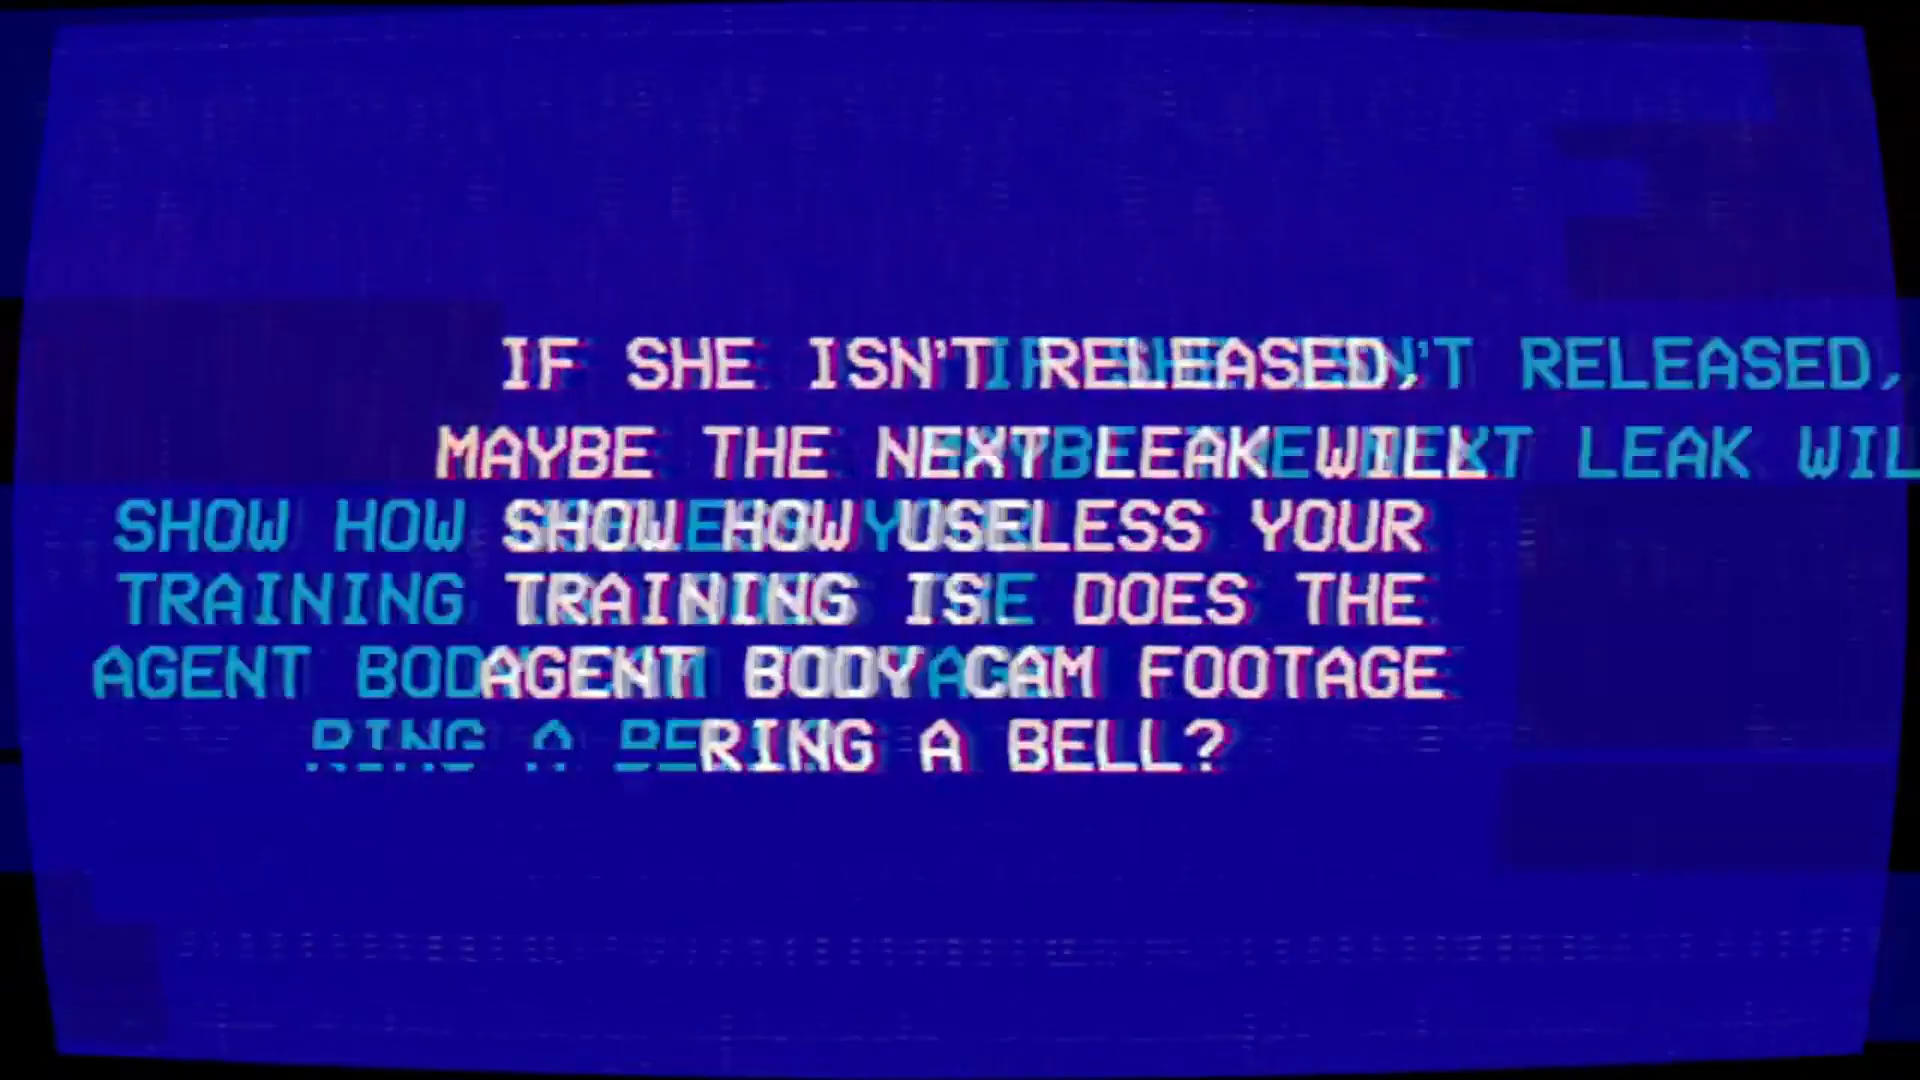 IF SHE ISN'T RELEASED,
MAYBE THE NEXT LEAK WILL
SHOW HOW USELESS YOUR
TRAINING IS DOES THE
AGENT BODY CAM FOOTAGE
RING A BELL?